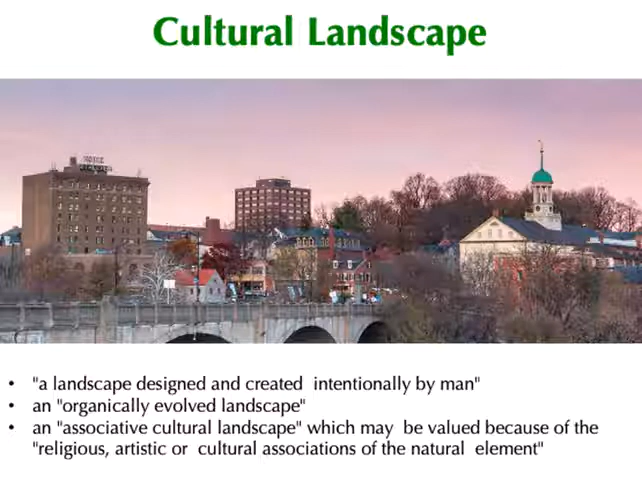 Cultural Landscape
• "a landscape designed and created intentionally by man"
• an "organically evolved landscape"
• an "associative cultural landscape" which may be valued because of the
"religious, artistic or cultural associations of the natural element"